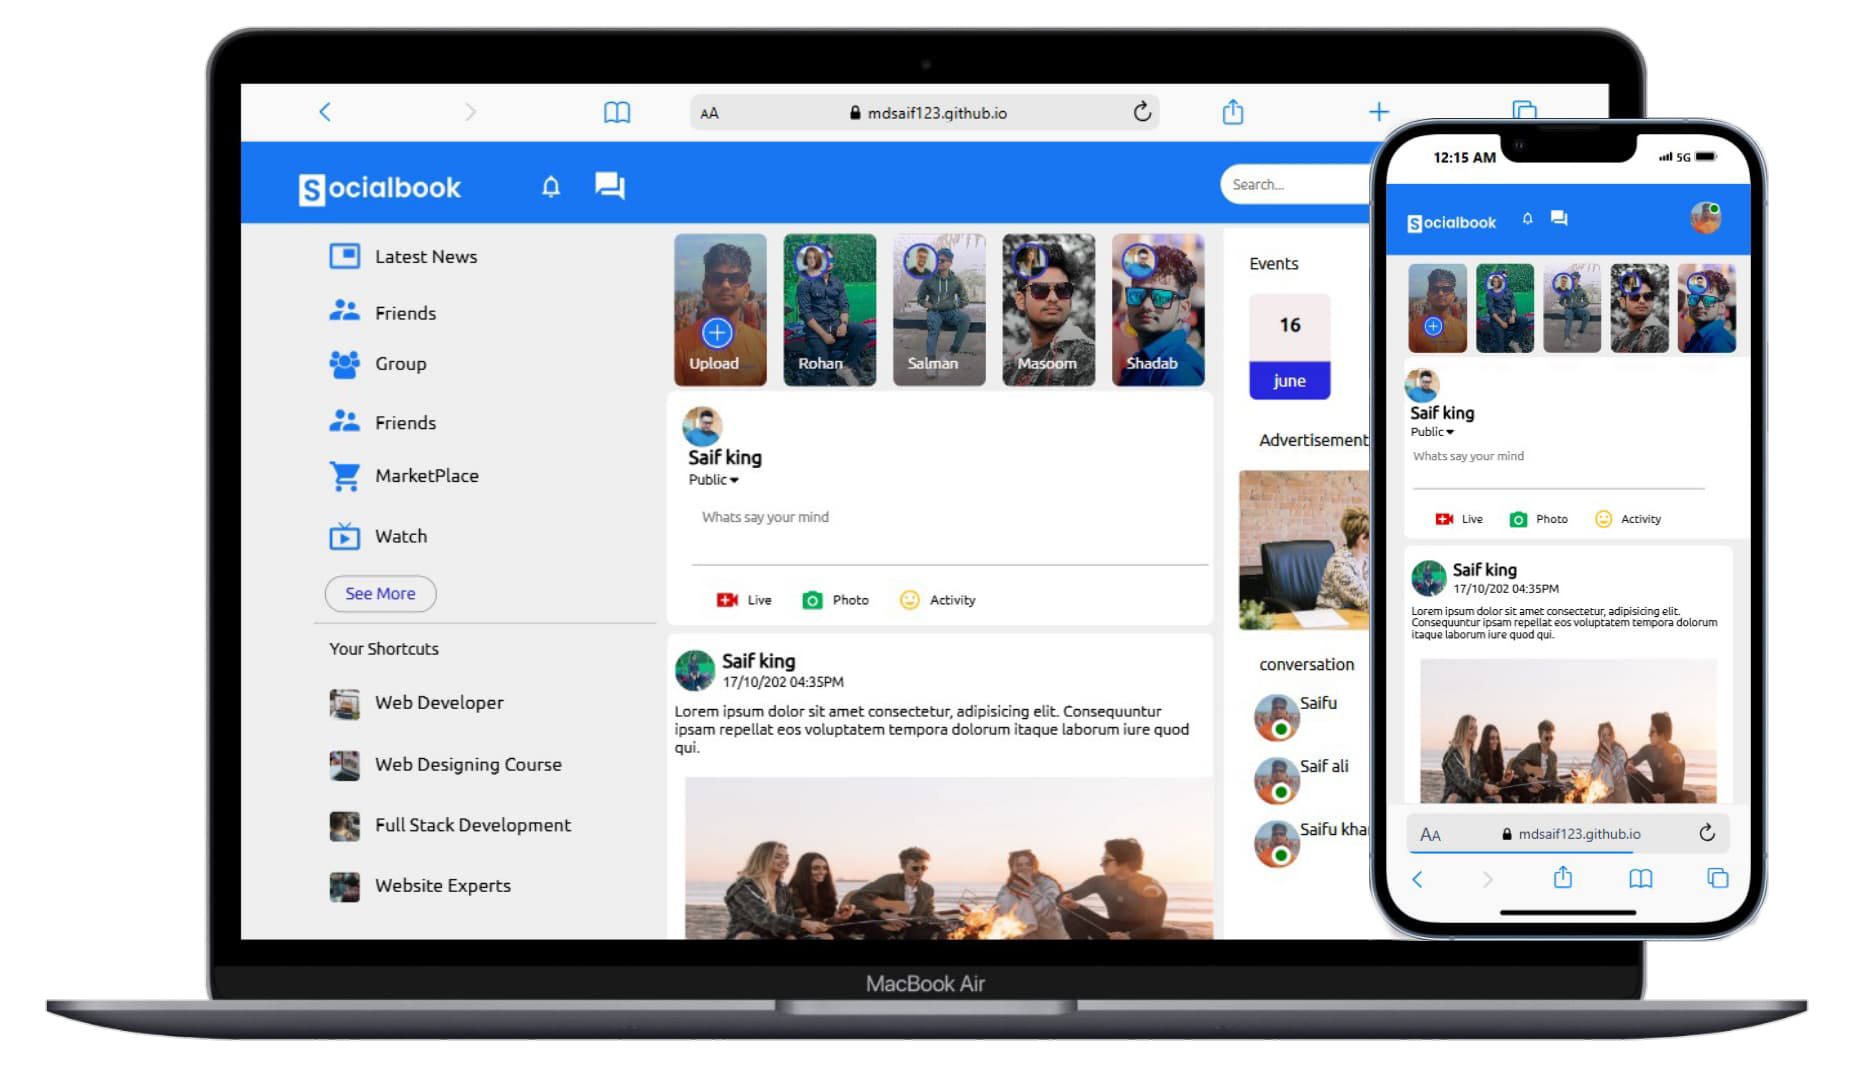 AA
mdsaif123.github.io
Socialbook
Search...
Latest News
Friends
Group
Friends
MarketPlace
Watch
See More
Your Shortcuts
Web Developer
Web Designing Course
Full Stack Development
Website Experts
Upload
Rohan
Salman
Masoom
Shadab
Saif king
Public
Whats say your mind
Live
Photo
Activity
Saif king
17/10/202 04:35PM
Lorem ipsum dolor sit amet consectetur, adipisicing elit. Consequuntur
ipsam repellat eos voluptatem tempora dolorum itaque laborum iure quod
qui.
Events
16
june
Advertisement
conversation
Saifu
Saif ali
Saifu kha
MacBook Air
12:15 AM
5G
Socialbook
Saif king
Public
Whats say your mind
Live
Photo
Activity
Saif king
17/10/202 04:35PM
Lorem ipsum dolor sit amet consectetur, adipisicing elit.
Consequuntur ipsam repellat eos voluptatem tempora dolorum
itaque laborum iure quod qui.
AA
mdsaif123.github.io